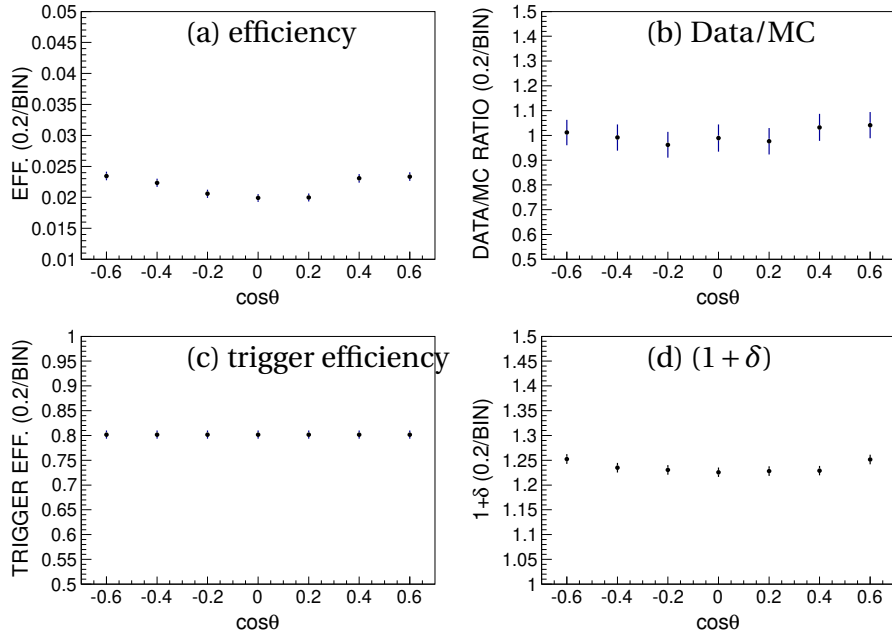 (a) efficiency
EFF. (0.2/BIN)
0.05
0.045
0.04
0.035
0.03
0.025
0.02
0.015
0.01
-0.6 -0.4 -0.2 0 0.2 0.4 0.6
cosθ
(b) Data/MC
DATA/MC RATIO (0.2/BIN)
1.5
1.4
1.3
1.2
1.1
1
0.9
0.8
0.7
0.6
0.5
-0.6 -0.4 -0.2 0 0.2 0.4 0.6
cosθ
(c) trigger efficiency
TRIGGER EFF. (0.2/BIN)
1
0.95
0.9
0.85
0.8
0.75
0.7
0.65
0.6
0.55
0.5
-0.6 -0.4 -0.2 0 0.2 0.4 0.6
cosθ
(d) (1 + δ)
1+δ (0.2/BIN)
1.5
1.45
1.4
1.35
1.3
1.25
1.2
1.15
1.1
1.05
1
-0.6 -0.4 -0.2 0 0.2 0.4 0.6
cosθ